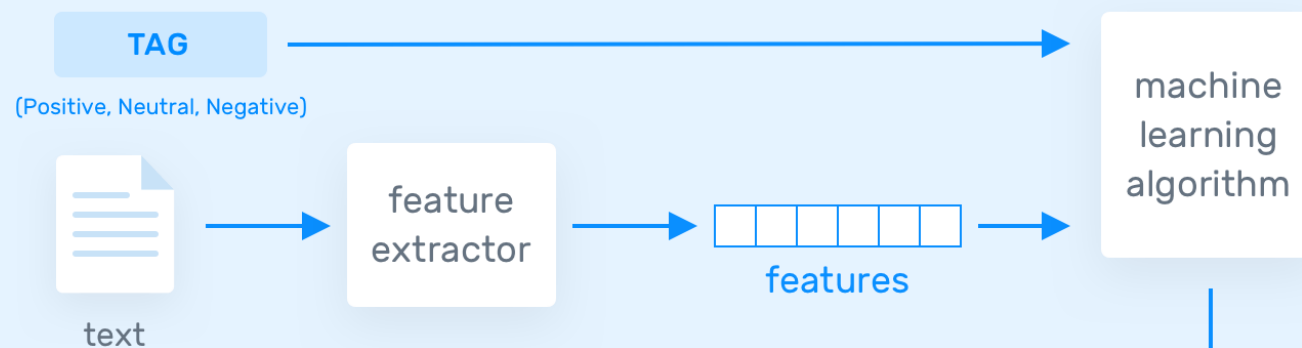 TAG
(Positive, Neutral, Negative)
machine
learning
algorithm
feature
extractor
features
text